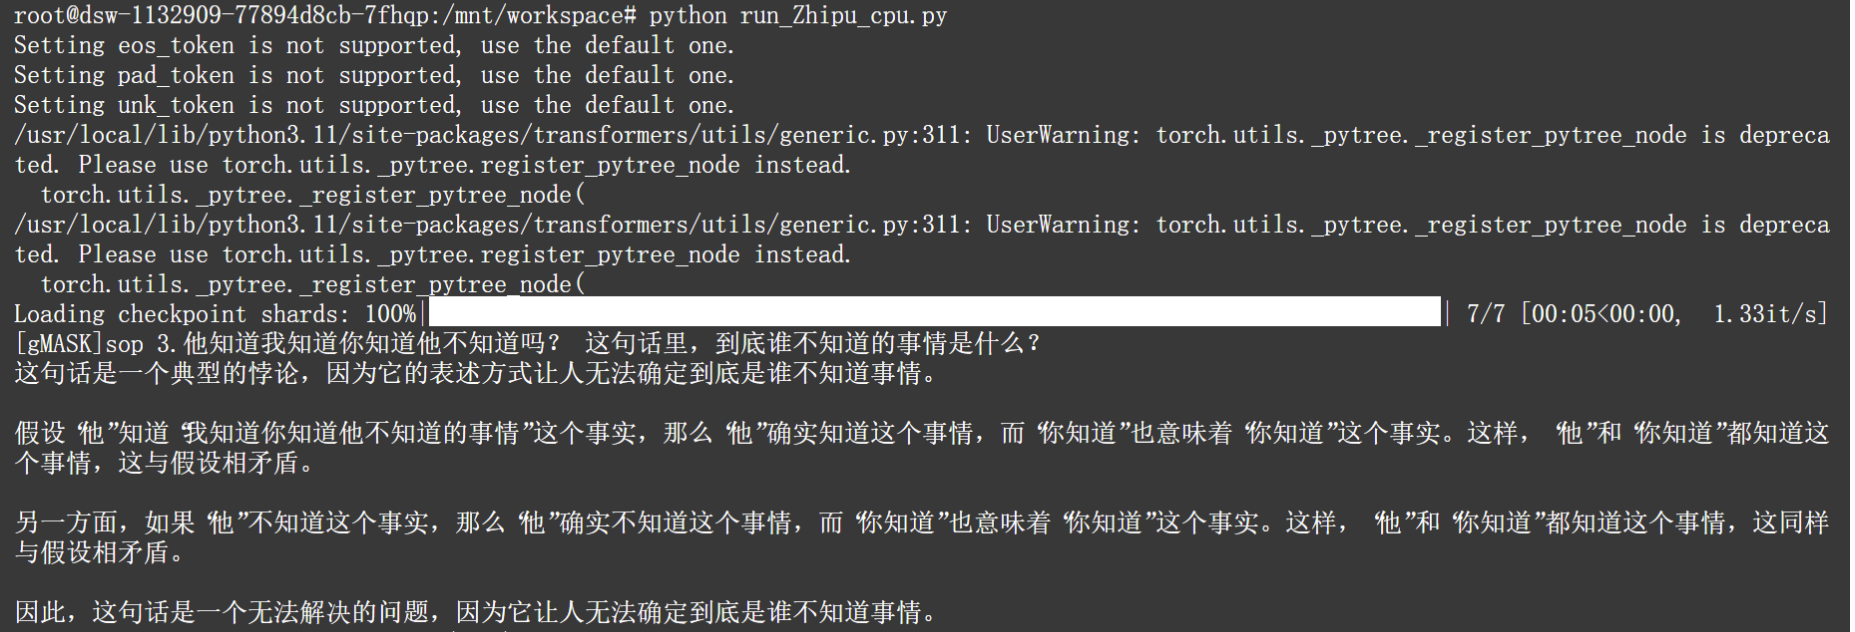 root@dsw-1132909-77894d8cb-7fhqp:/mnt/workspace# python run_Zhipu_cpu.py
Setting eos_token is not supported, use the default one.
Setting pad_token is not supported, use the default one.
Setting unk_token is not supported, use the default one.
/usr/local/lib/python3.11/site-packages/transformers/utils/generic.py:311: UserWarning: torch.utils._pytree._register_pytree_node is depreca
ted. Please use torch.utils._pytree.register_pytree_node instead.
  torch.utils._pytree._register_pytree_node(
/usr/local/lib/python3.11/site-packages/transformers/utils/generic.py:311: UserWarning: torch.utils._pytree._register_pytree_node is depreca
ted. Please use torch.utils._pytree.register_pytree_node instead.
  torch.utils._pytree._register_pytree_node(
Loading checkpoint shards: 100%| | 7/7 [00:05<00:00,  1.33it/s]
[gMASK]sop 3.他知道我知道你知道他不知道吗? 这句话里，到底谁不知道的事情是什么?
这句话是一个典型的悖论，因为它的表述方式让人无法确定到底是谁不知道事情。
假设“他”知道“我知道你知道他不知道的事情”这个事实，那么“他”确实知道这个事情，而“你知道”也意味着“你知道”这个事实。这样，“他”和“你知道”都知道这
个事情，这与假设相矛盾。
另一方面，如果“他”不知道这个事实，那么“他”确实不知道这个事情，而“你知道”也意味着“你知道”这个事实。这样，“他”和“你知道”都知道这个事情，这同样
与假设相矛盾。
因此，这句话是一个无法解决的问题，因为它让人无法确定到底是谁不知道事情。